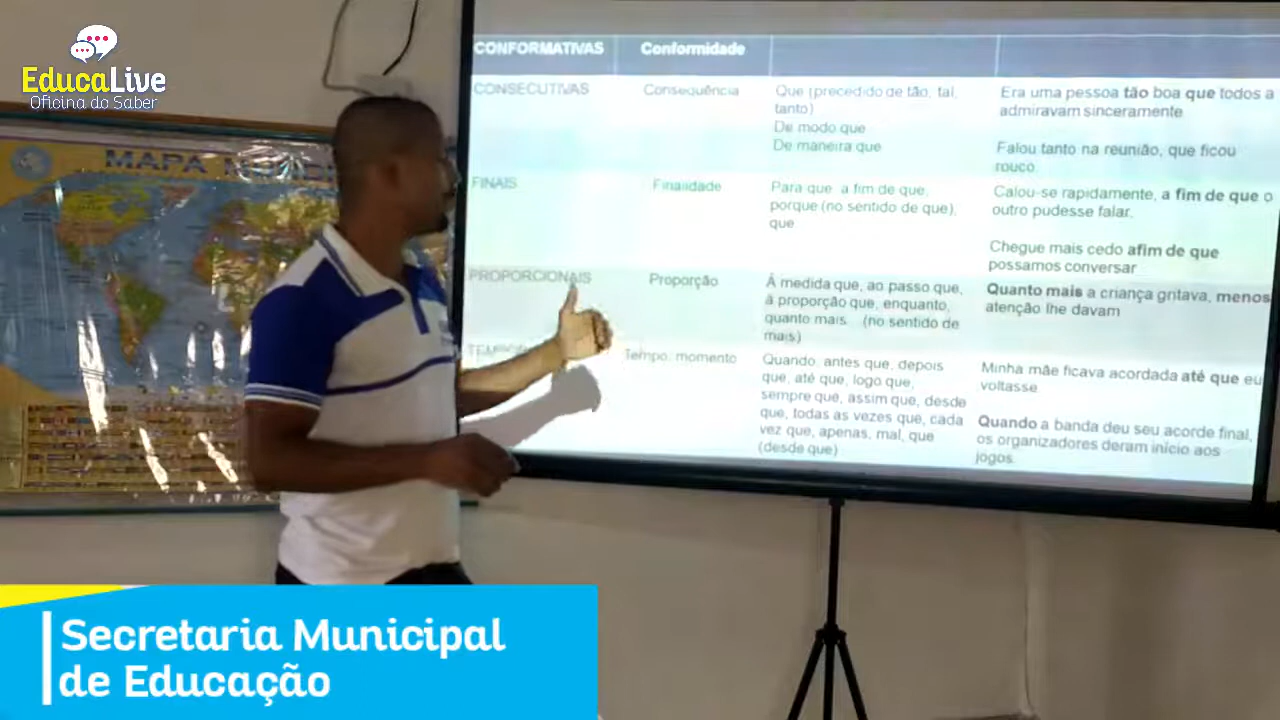 EducaLive
Oficina do Saber
MAPA
CONFORMATIVAS Conformidade
CONSECUTIVAS Consequência Que (precedido de tão, tal, Era uma pessoa tão boa que todos a
tanto) admiravam sinceramente
De modo que
De maneira que Falou tanto na reunião, que ficou
rouco.
FINAIS Finalidade Para que, a fim de que, Calou-se rapidamente, a fim de que o
porque (no sentido de que), outro pudesse falar.
que
Chegue mais cedo afim de que
possamos conversar
PROPORCIONAIS Proporção À medida que, ao passo que, Quanto mais a criança gritava, menos
à proporção que, enquanto, atenção lhe davam
quanto mais... (no sentido de
mais)
Tempo, momento Quando, antes que, depois Minha mãe ficava acordada até que eu
que, até que, logo que, voltasse.
sempre que, assim que, desde
que, todas as vezes que, cada Quando a banda deu seu acorde final,
vez que, apenas, mal, que os organizadores deram início aos
(desde que) jogos.
Secretaria Municipal
de Educação